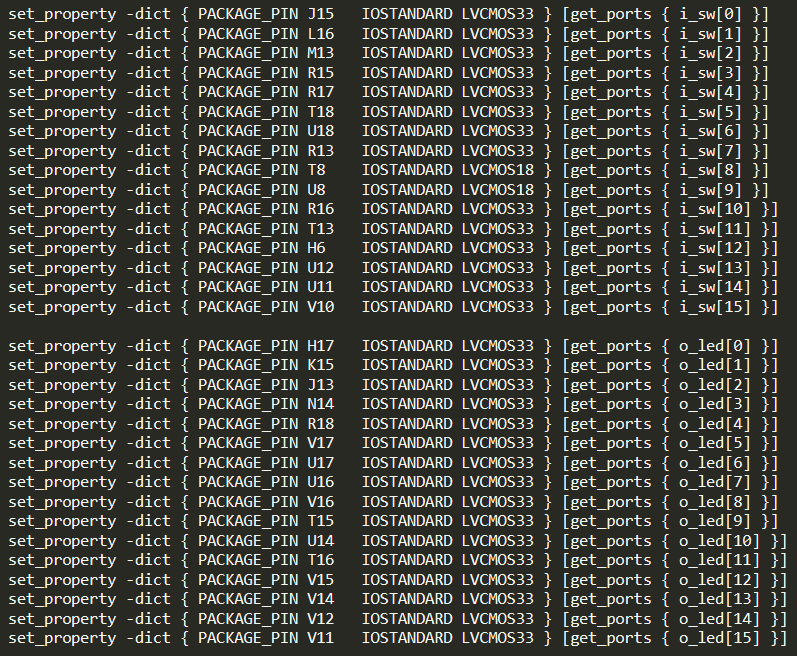 set_property -dict { PACKAGE_PIN J15   IOSTANDARD LVCMOS33 } [get_ports { i_sw[0] }]
set_property -dict { PACKAGE_PIN L16   IOSTANDARD LVCMOS33 } [get_ports { i_sw[1] }]
set_property -dict { PACKAGE_PIN M13   IOSTANDARD LVCMOS33 } [get_ports { i_sw[2] }]
set_property -dict { PACKAGE_PIN R15   IOSTANDARD LVCMOS33 } [get_ports { i_sw[3] }]
set_property -dict { PACKAGE_PIN R17   IOSTANDARD LVCMOS33 } [get_ports { i_sw[4] }]
set_property -dict { PACKAGE_PIN T18   IOSTANDARD LVCMOS33 } [get_ports { i_sw[5] }]
set_property -dict { PACKAGE_PIN U18   IOSTANDARD LVCMOS33 } [get_ports { i_sw[6] }]
set_property -dict { PACKAGE_PIN R13   IOSTANDARD LVCMOS33 } [get_ports { i_sw[7] }]
set_property -dict { PACKAGE_PIN T8    IOSTANDARD LVCMOS18 } [get_ports { i_sw[8] }]
set_property -dict { PACKAGE_PIN U8    IOSTANDARD LVCMOS18 } [get_ports { i_sw[9] }]
set_property -dict { PACKAGE_PIN R16   IOSTANDARD LVCMOS33 } [get_ports { i_sw[10] }]
set_property -dict { PACKAGE_PIN T13   IOSTANDARD LVCMOS33 } [get_ports { i_sw[11] }]
set_property -dict { PACKAGE_PIN H6    IOSTANDARD LVCMOS33 } [get_ports { i_sw[12] }]
set_property -dict { PACKAGE_PIN U12   IOSTANDARD LVCMOS33 } [get_ports { i_sw[13] }]
set_property -dict { PACKAGE_PIN U11   IOSTANDARD LVCMOS33 } [get_ports { i_sw[14] }]
set_property -dict { PACKAGE_PIN V10   IOSTANDARD LVCMOS33 } [get_ports { i_sw[15] }]

set_property -dict { PACKAGE_PIN H17   IOSTANDARD LVCMOS33 } [get_ports { o_led[0] }]
set_property -dict { PACKAGE_PIN K15   IOSTANDARD LVCMOS33 } [get_ports { o_led[1] }]
set_property -dict { PACKAGE_PIN J13   IOSTANDARD LVCMOS33 } [get_ports { o_led[2] }]
set_property -dict { PACKAGE_PIN N14   IOSTANDARD LVCMOS33 } [get_ports { o_led[3] }]
set_property -dict { PACKAGE_PIN R18   IOSTANDARD LVCMOS33 } [get_ports { o_led[4] }]
set_property -dict { PACKAGE_PIN V17   IOSTANDARD LVCMOS33 } [get_ports { o_led[5] }]
set_property -dict { PACKAGE_PIN U17   IOSTANDARD LVCMOS33 } [get_ports { o_led[6] }]
set_property -dict { PACKAGE_PIN U16   IOSTANDARD LVCMOS33 } [get_ports { o_led[7] }]
set_property -dict { PACKAGE_PIN V16   IOSTANDARD LVCMOS33 } [get_ports { o_led[8] }]
set_property -dict { PACKAGE_PIN T15   IOSTANDARD LVCMOS33 } [get_ports { o_led[9] }]
set_property -dict { PACKAGE_PIN U14   IOSTANDARD LVCMOS33 } [get_ports { o_led[10] }]
set_property -dict { PACKAGE_PIN T16   IOSTANDARD LVCMOS33 } [get_ports { o_led[11] }]
set_property -dict { PACKAGE_PIN V15   IOSTANDARD LVCMOS33 } [get_ports { o_led[12] }]
set_property -dict { PACKAGE_PIN V14   IOSTANDARD LVCMOS33 } [get_ports { o_led[13] }]
set_property -dict { PACKAGE_PIN V12   IOSTANDARD LVCMOS33 } [get_ports { o_led[14] }]
set_property -dict { PACKAGE_PIN V11   IOSTANDARD LVCMOS33 } [get_ports { o_led[15] }]